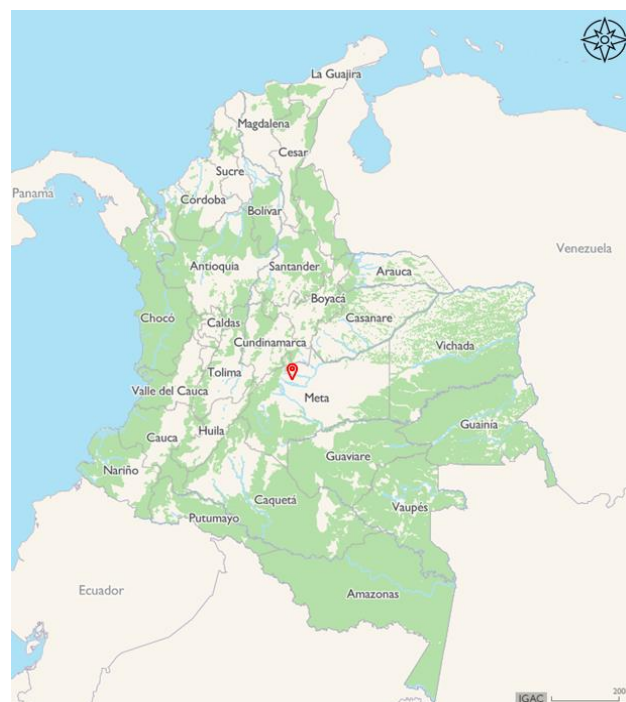 La Guajira
Magdalena
Cesar
Panama
Sucre
Córdoba
Bolívar
Venezuela
Antioquia
Santander
Arauca
Boyacá
Chocó
Casanare
Caldas
Cundinamarca
Vichada
Tolima
Valle del Cauca
Meta
Guainía
Cauca
Huila
Guaviare
Nariño
Caquetá
Vaupés
Putumayo
Ecuador
Amazonas
IGAC
200